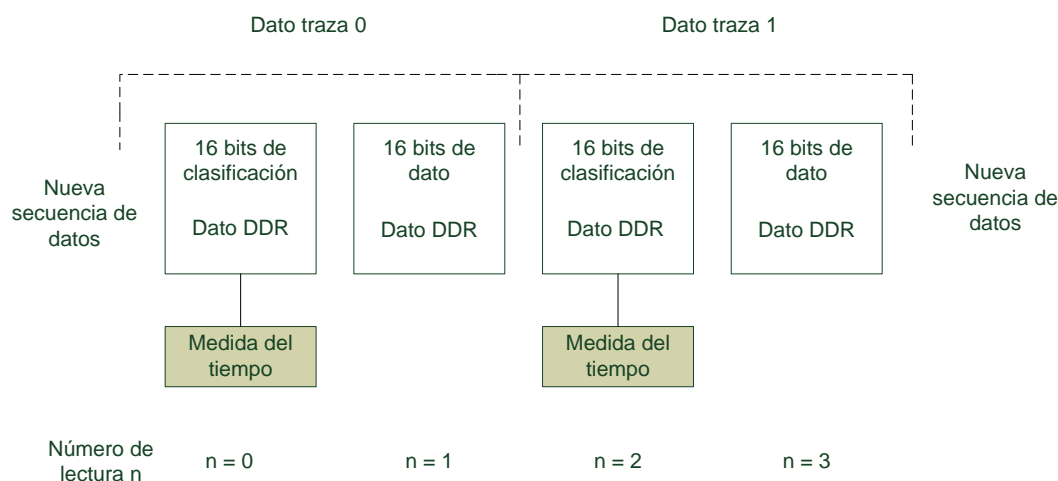 Dato traza 0
Dato traza 1
16 bits de
clasificación
Dato DDR
16 bits de
dato
Dato DDR
16 bits de
clasificación
Dato DDR
16 bits de
dato
Dato DDR
Nueva
secuencia de
datos
Nueva
secuencia de
datos
Medida del
tiempo
Medida del
tiempo
Número de
lectura n
n = 0
n = 1
n = 2
n = 3